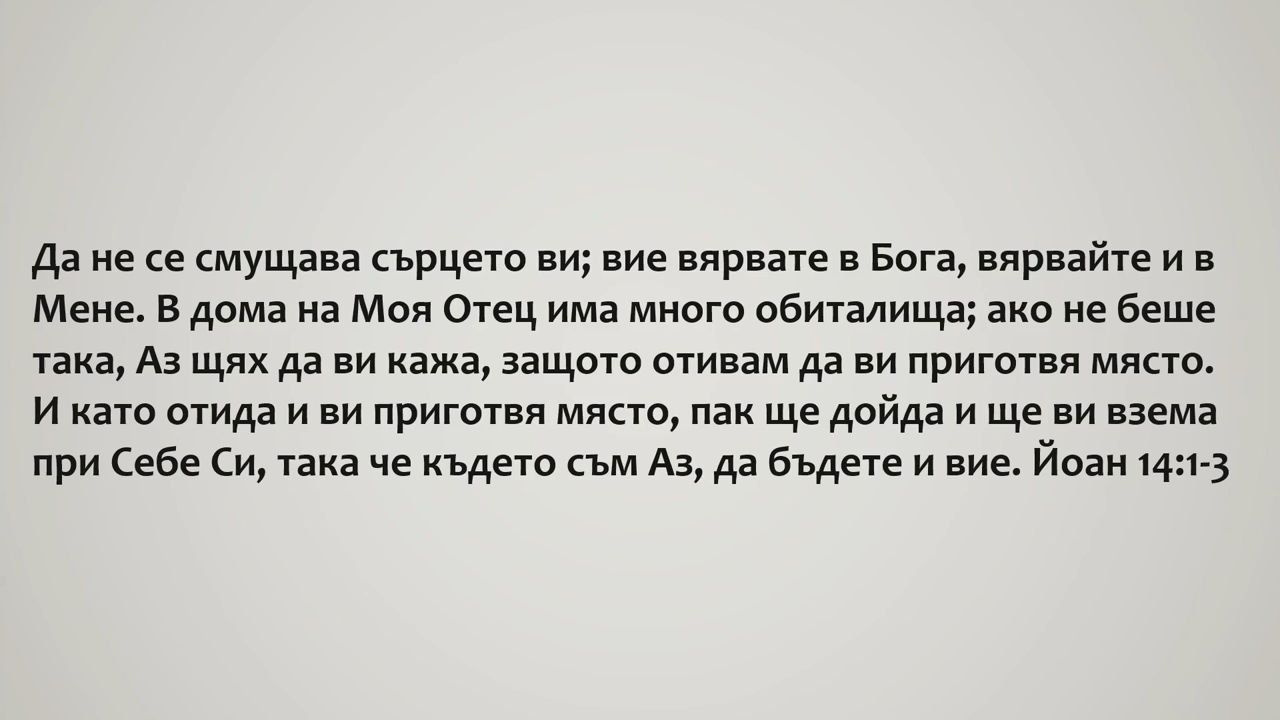 Да не се смущава сърцето ви; вие вярвате в Бога, вярвайте и в
Мене. В дома на Моя Отец има много обиталища; ако не беше
така, Аз щях да ви кажа, защото отивам да ви приготвя място.
И като отида и ви приготвя място, пак ще дойда и ще ви взема
при Себе Си, така че където съм Аз, да бъдете и вие. Йоан 14:1-3